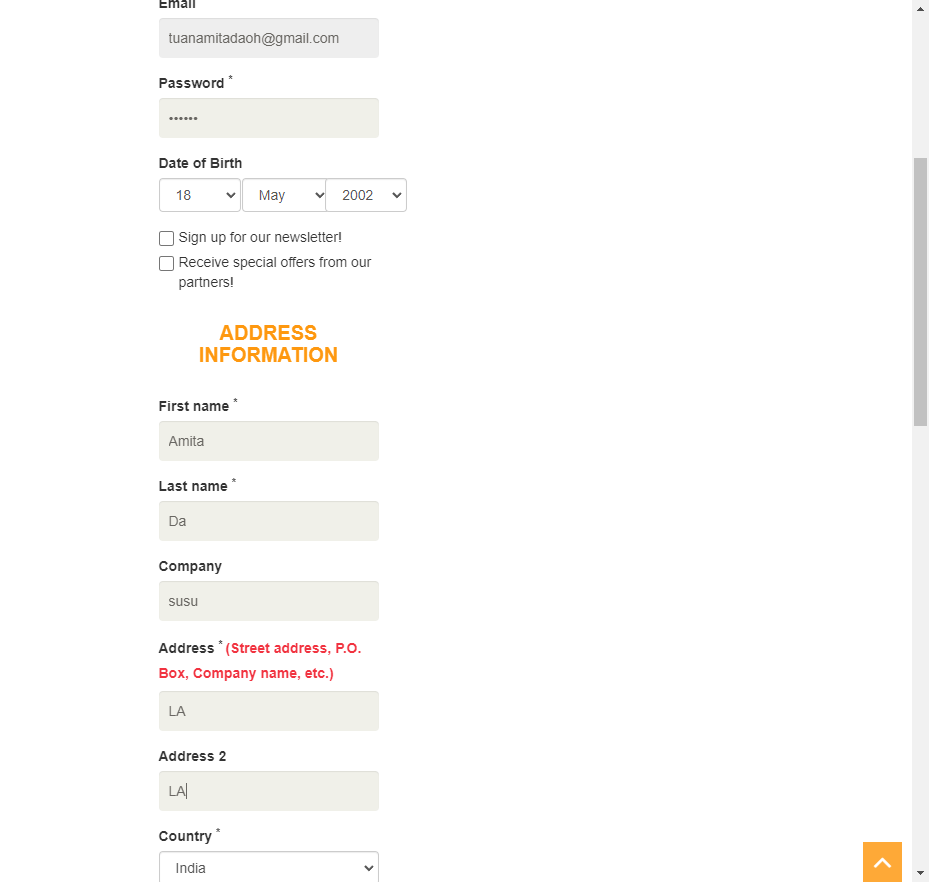 Email
tuanamitadaoh@gmail.com
Password *
••••••
Date of Birth
18 May 2002
Sign up for our newsletter!
Receive special offers from our
partners!
ADDRESS
INFORMATION
First name *
Amita
Last name *
Da
Company
susu
Address * (Street address, P.O.
Box, Company name, etc.)
LA
Address 2
LA
Country *
India